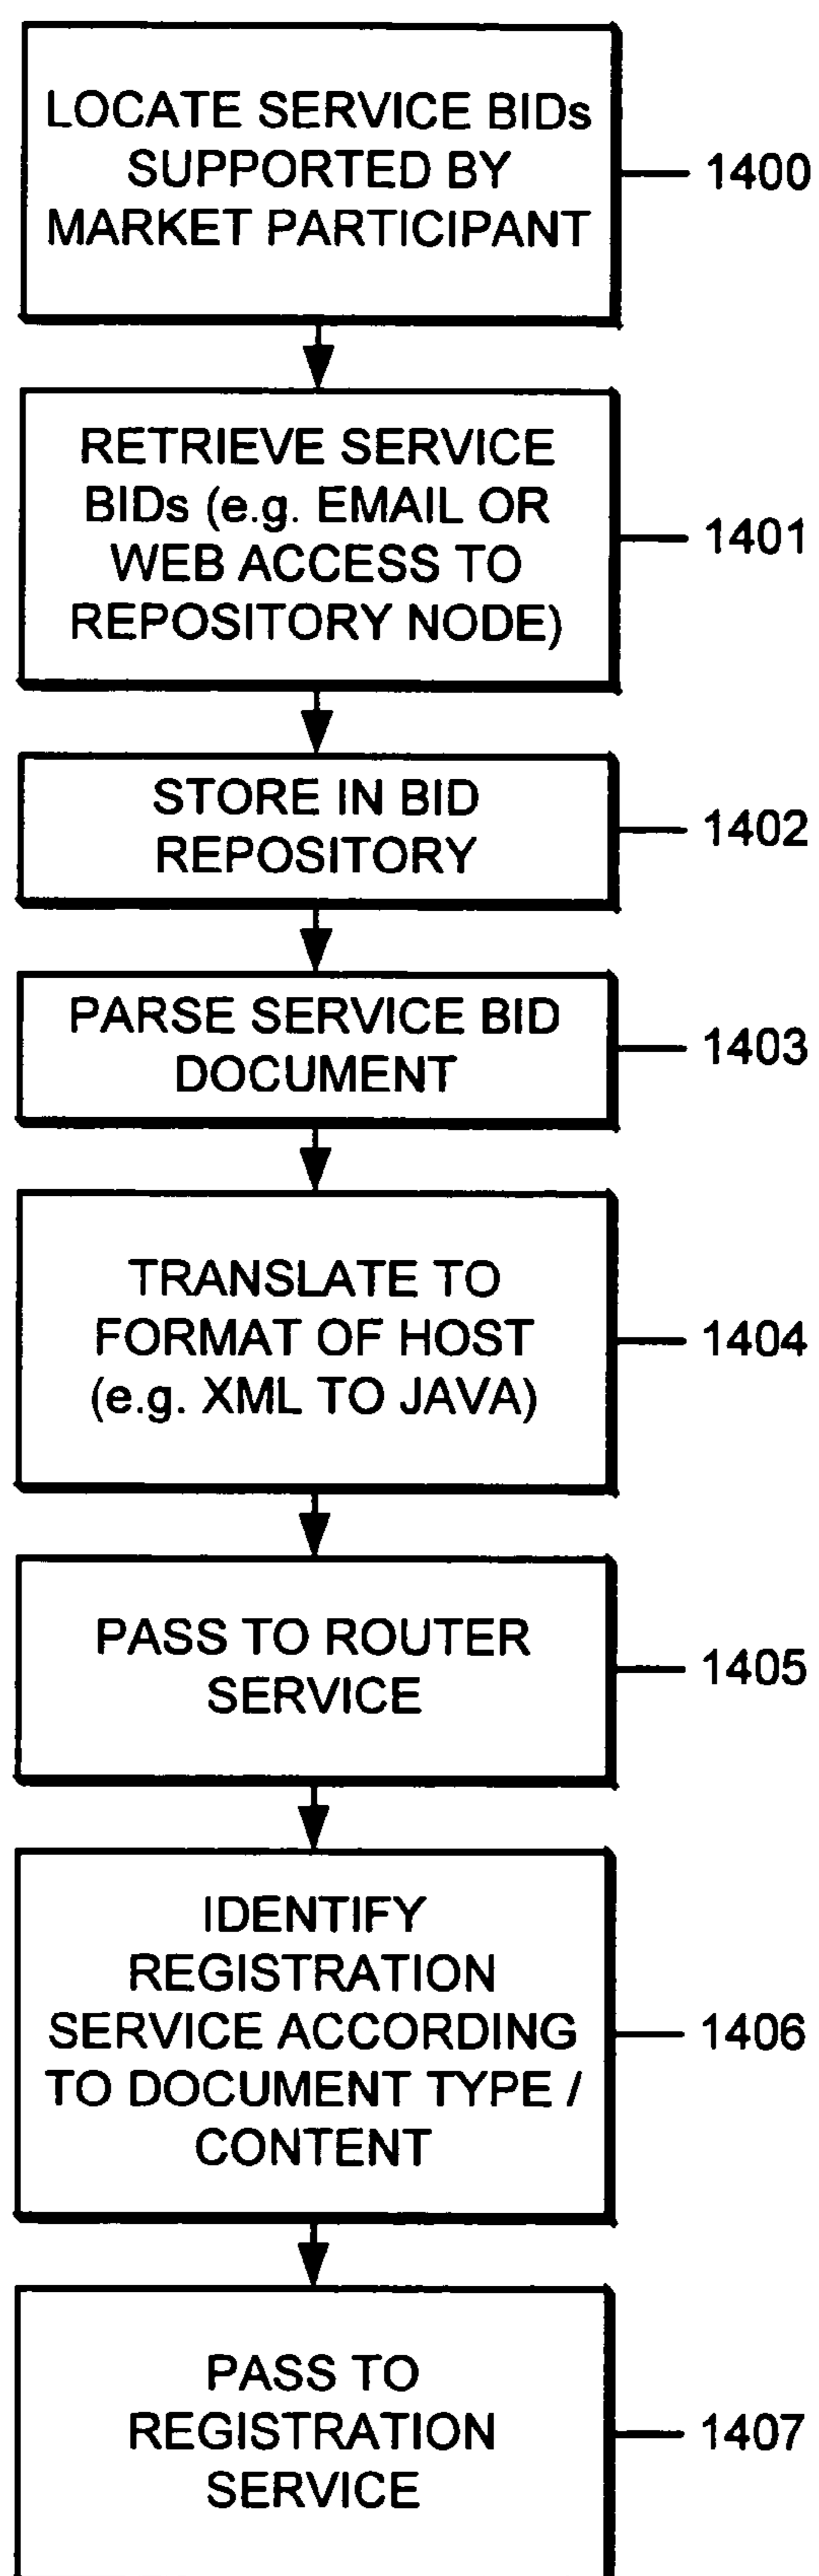 LOCATE SERVICE BIDs
SUPPORTED BY
MARKET PARTICIPANT
1400
RETRIEVE SERVICE
BIDs (e.g. EMAIL OR
WEB ACCESS TO
REPOSITORY NODE)
1401
STORE IN BID
REPOSITORY
1402
PARSE SERVICE BID
DOCUMENT
1403
TRANSLATE TO
FORMAT OF HOST
(e.g. XML TO JAVA)
1404
PASS TO ROUTER
SERVICE
1405
IDENTIFY
REGISTRATION
SERVICE ACCORDING
TO DOCUMENT TYPE /
CONTENT
1406
PASS TO
REGISTRATION
SERVICE
1407